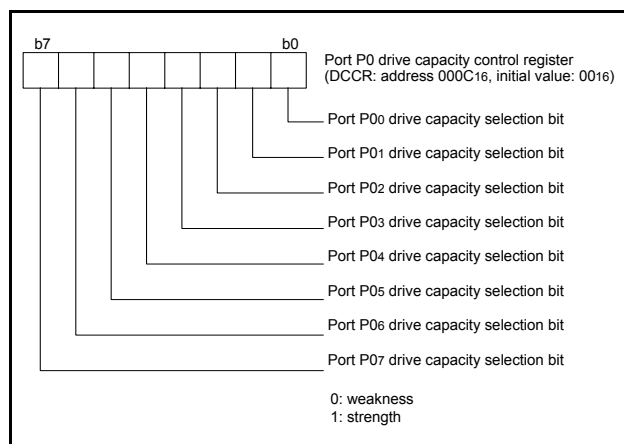 b7 b0
Port P0 drive capacity control register
(DCCR: address 000C16, initial value: 0016)
Port P00 drive capacity selection bit
Port P01 drive capacity selection bit
Port P02 drive capacity selection bit
Port P03 drive capacity selection bit
Port P04 drive capacity selection bit
Port P05 drive capacity selection bit
Port P06 drive capacity selection bit
Port P07 drive capacity selection bit
0: weakness
1: strength